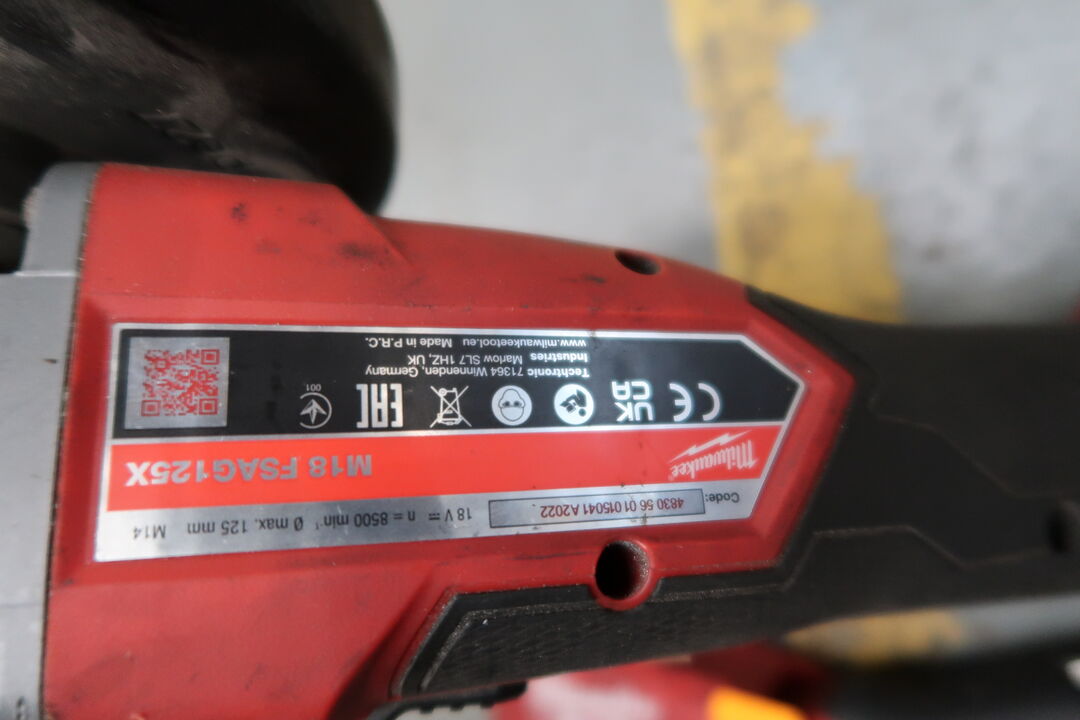 Code: 4830 56 01 015041 A2022
18 V n = 8500 min⁻¹ Ø max. 125 mm M14
Milwaukee®
M18 FSAG125X
CE UK CA EAC 001
Techtronic 71364 Winnenden, Germany
Industries Marlow SL7 1HZ, UK
www.milwaukeetool.eu Made in P.R.C.